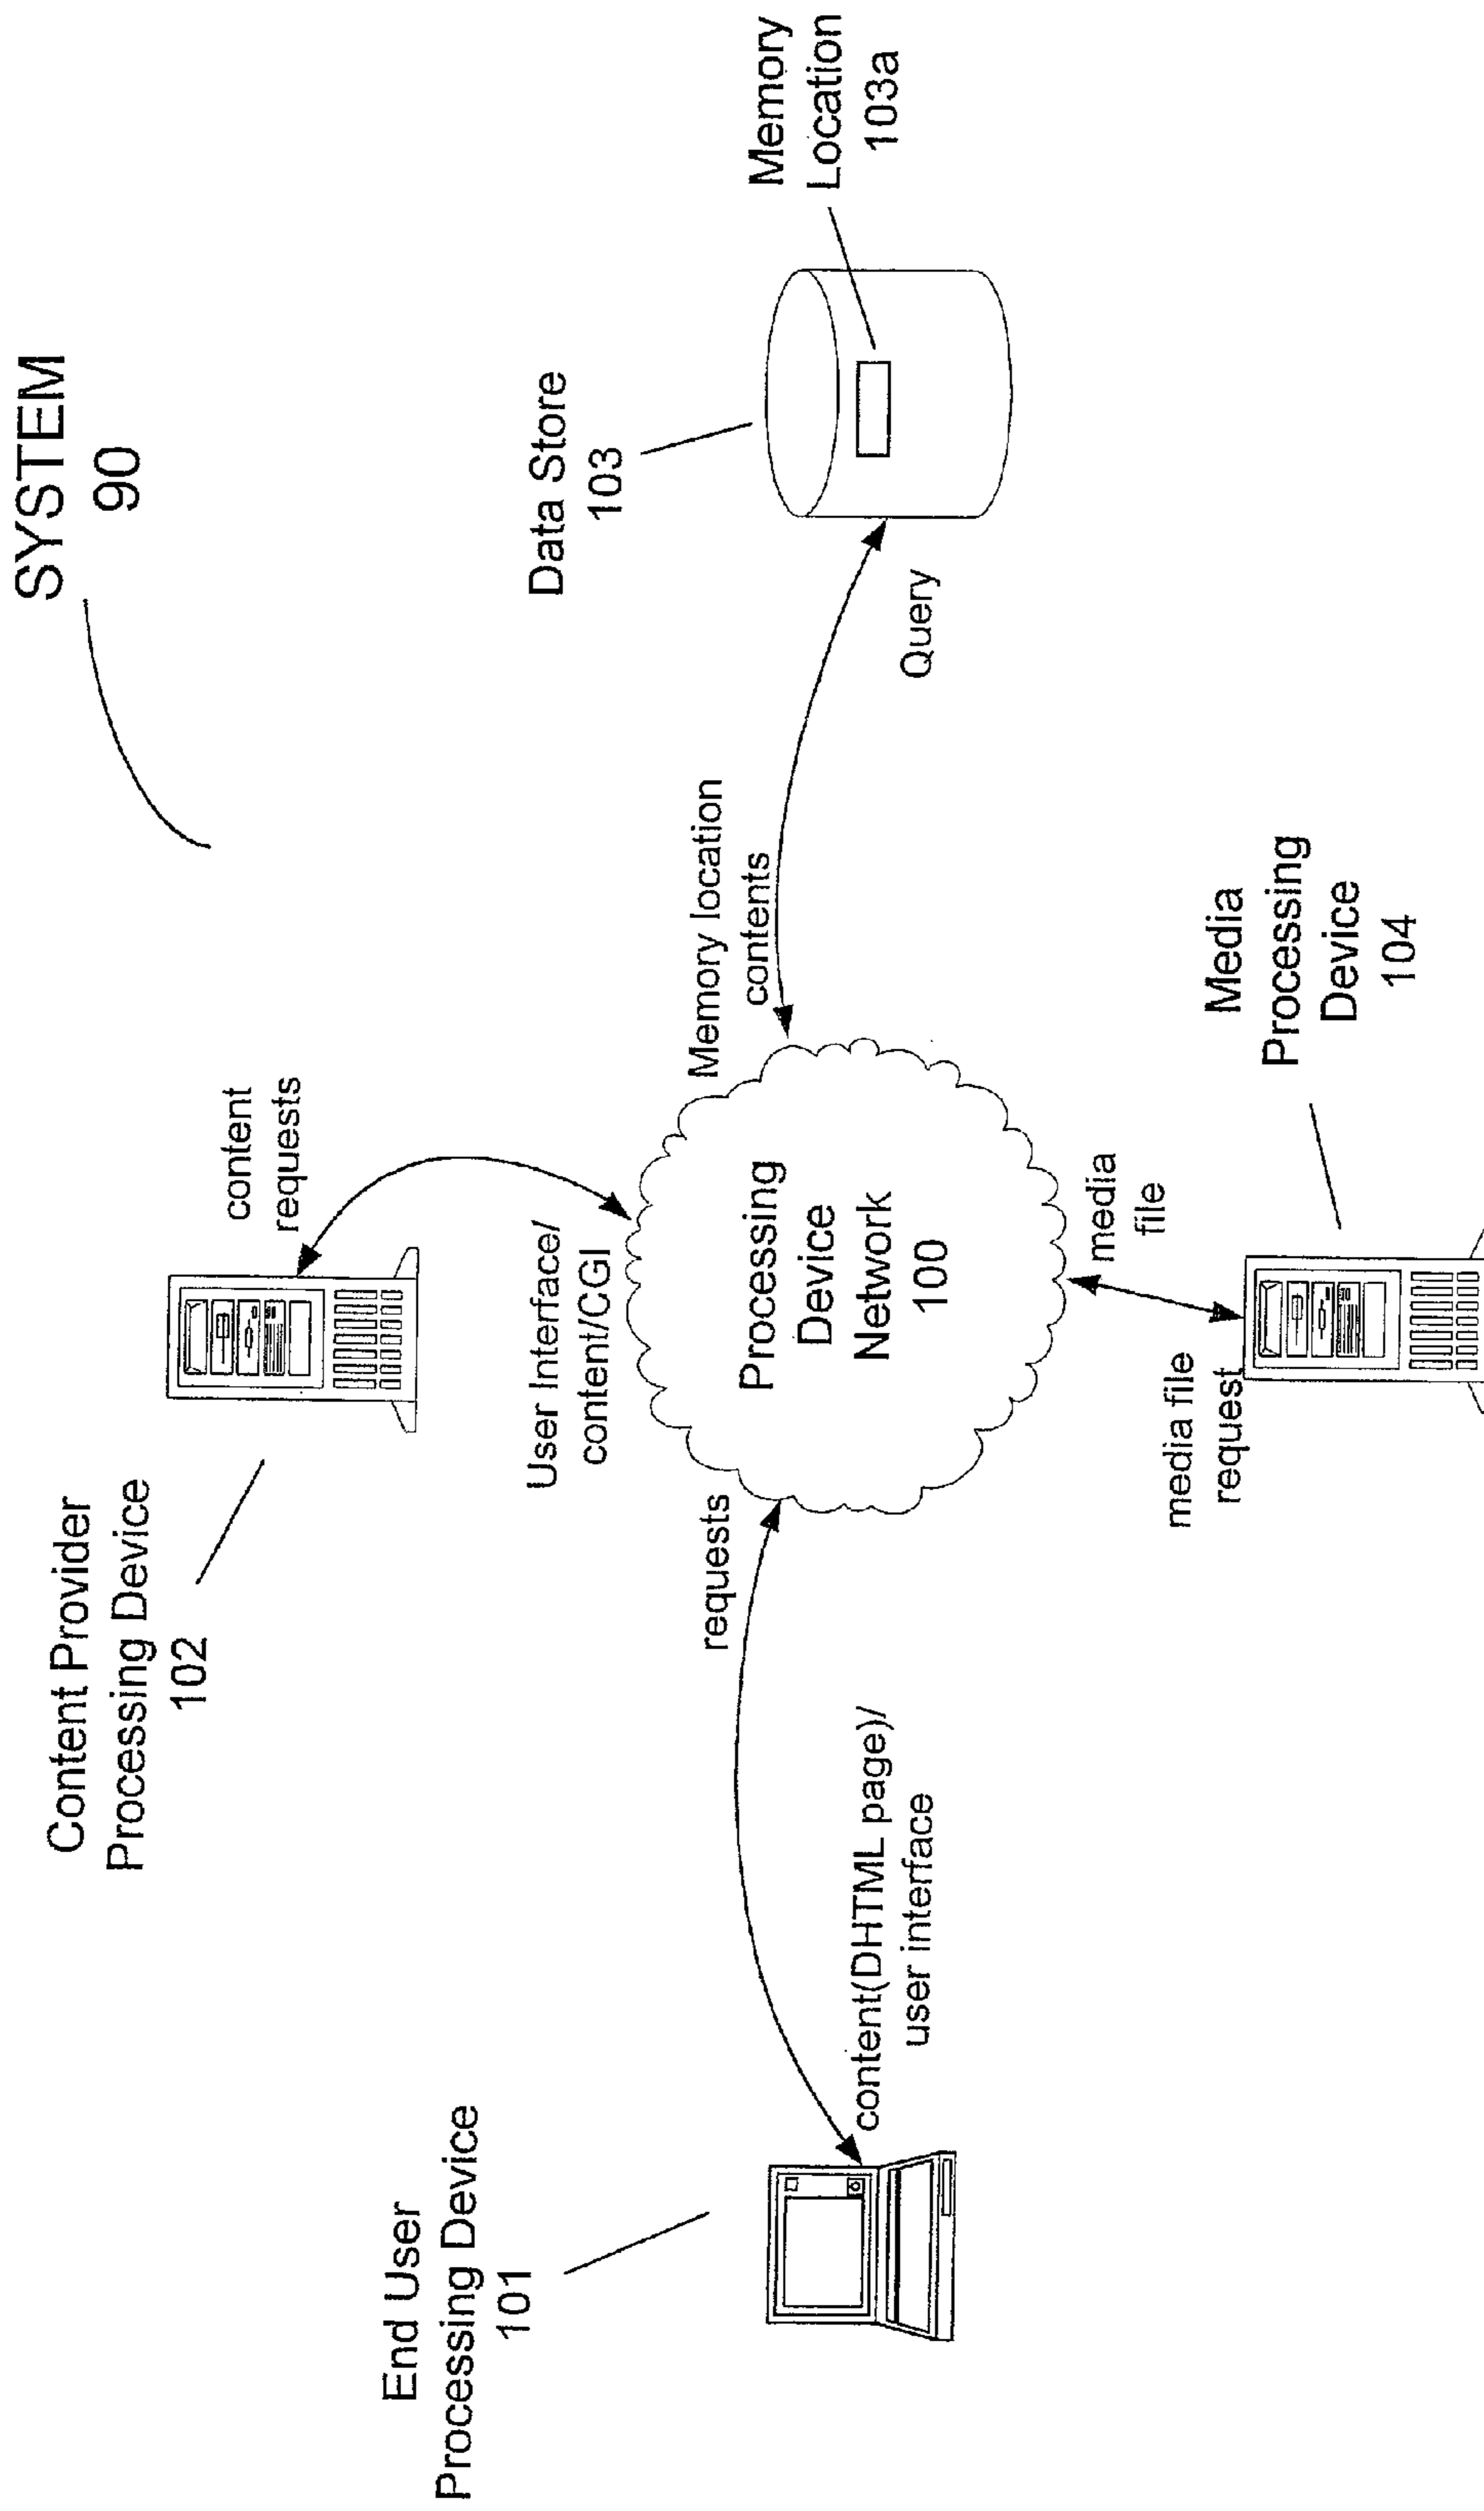 SYSTEM
90
Content Provider
Processing Device
102
content
requests
End User
Processing Device
101
User Interface/
content/CGI
Data Store
103
Memory
Location
103a
requests
Memory location
contents
Processing
Device
Network
100
Query
content(DHTML page)/
user interface
media
file
media file
request
Media
Processing
Device
104